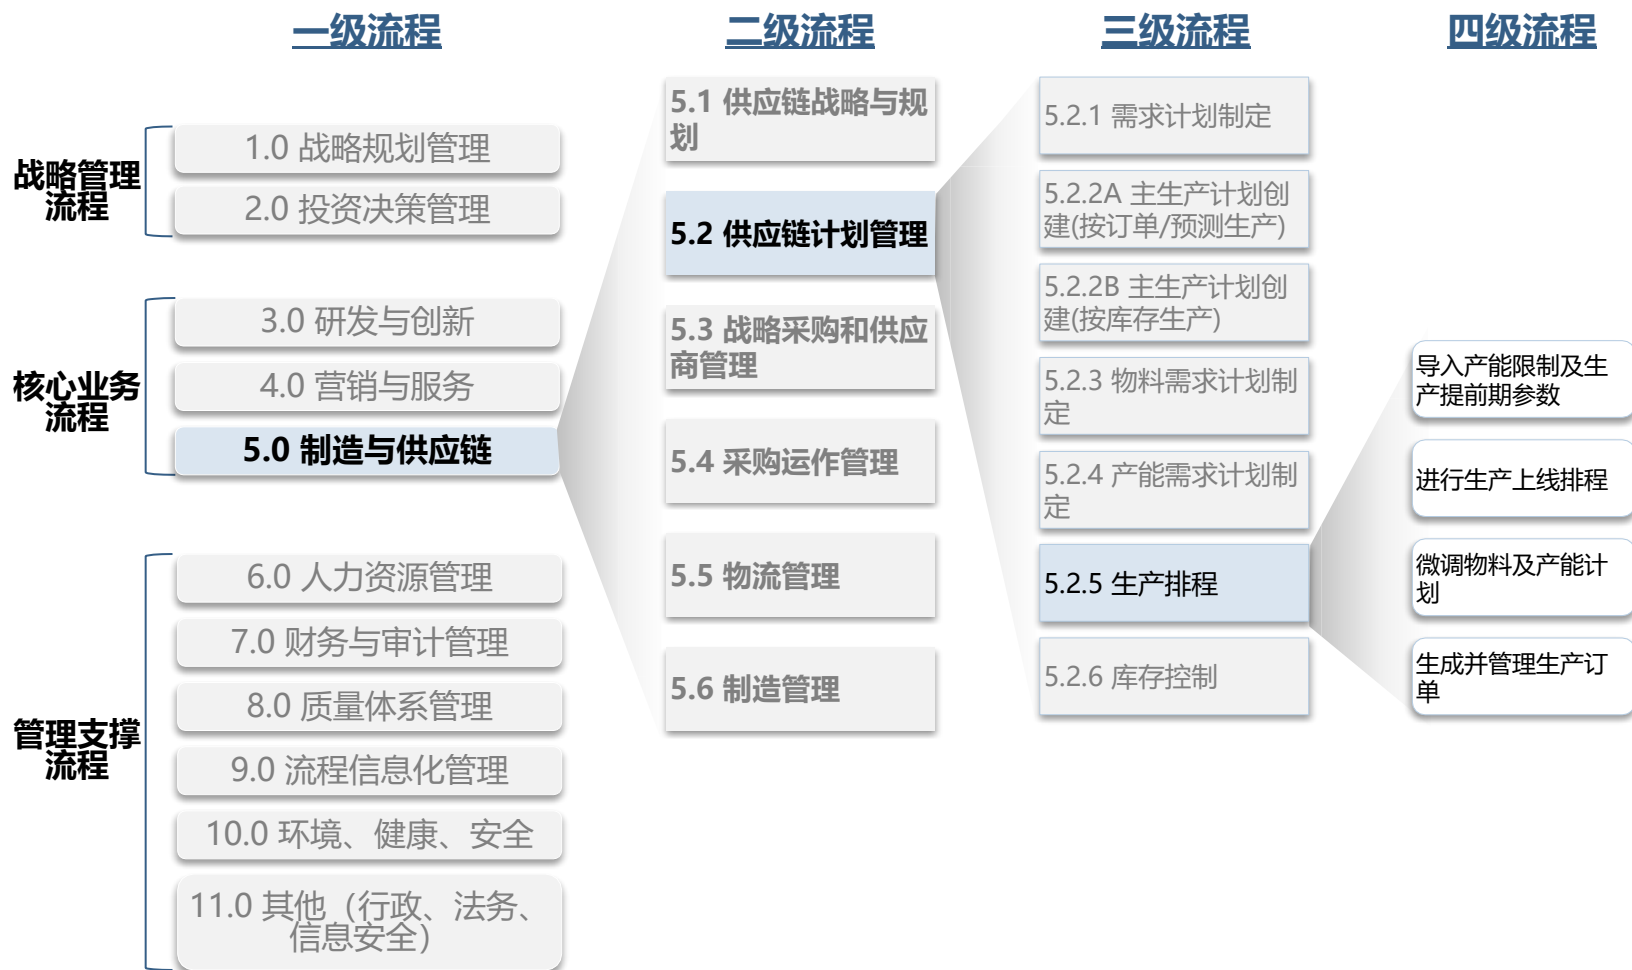 一级流程
二级流程
三级流程
四级流程
战略管理
流程
1.0 战略规划管理
2.0 投资决策管理
核心业务
流程
3.0 研发与创新
4.0 营销与服务
5.0 制造与供应链
管理支撑
流程
6.0 人力资源管理
7.0 财务与审计管理
8.0 质量体系管理
9.0 流程信息化管理
10.0 环境、健康、安全
11.0 其他（行政、法务、
信息安全）
5.1 供应链战略与规
划
5.2 供应链计划管理
5.3 战略采购和供应
商管理
5.4 采购运作管理
5.5 物流管理
5.6 制造管理
5.2.1 需求计划制定
5.2.2A 主生产计划创
建(按订单/预测生产)
5.2.2B 主生产计划创
建(按库存生产)
5.2.3 物料需求计划制
定
5.2.4 产能需求计划制
定
5.2.5 生产排程
5.2.6 库存控制
导入产能限制及生
产提前期参数
进行生产上线排程
微调物料及产能计
划
生成并管理生产订
单